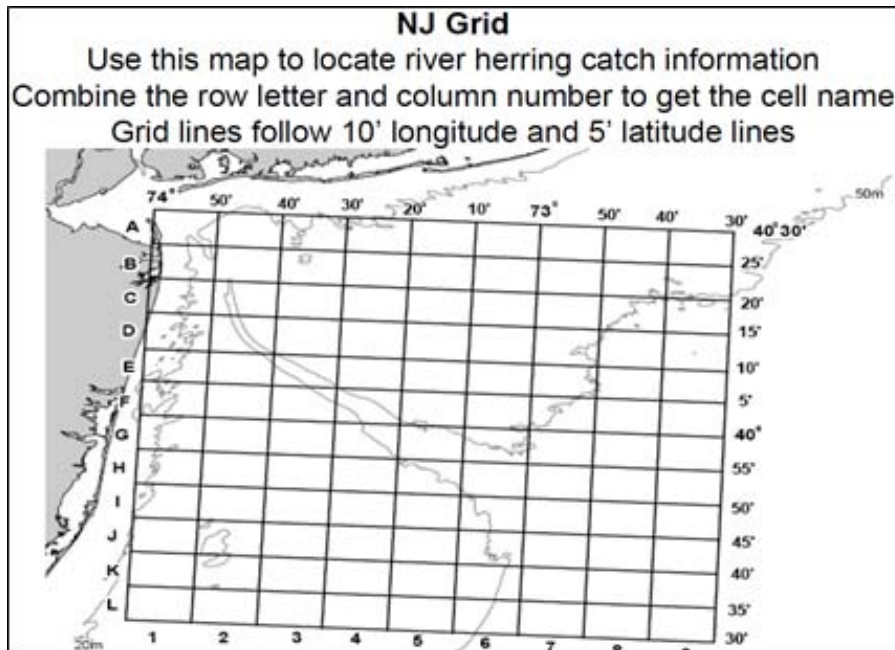 NJ Grid
Use this map to locate river herring catch information
Combine the row letter and column number to get the cell name
Grid lines follow 10' longitude and 5' latitude lines
50m
74° 50' 40' 30' 20' 10' 73° 50' 40' 30'
40° 30'
A
25'
B
20'
C
15'
D
10'
E
5'
F
40°
G
55'
H
50'
I
45'
J
40'
K
35'
L
30'
20m
1 2 3 4 5 6 7 8